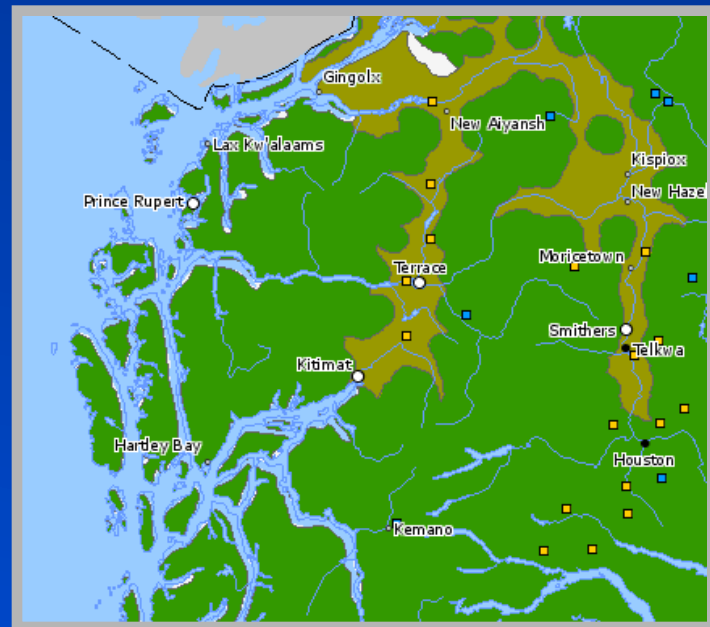 Gingolx
New Aiyansh
Lax Kw'alaams
Kispiox
New Hazel
Prince Rupert
Moricetown
Terrace
Smithers
Telkwa
Kitimat
Hartley Bay
Houston
Kemano